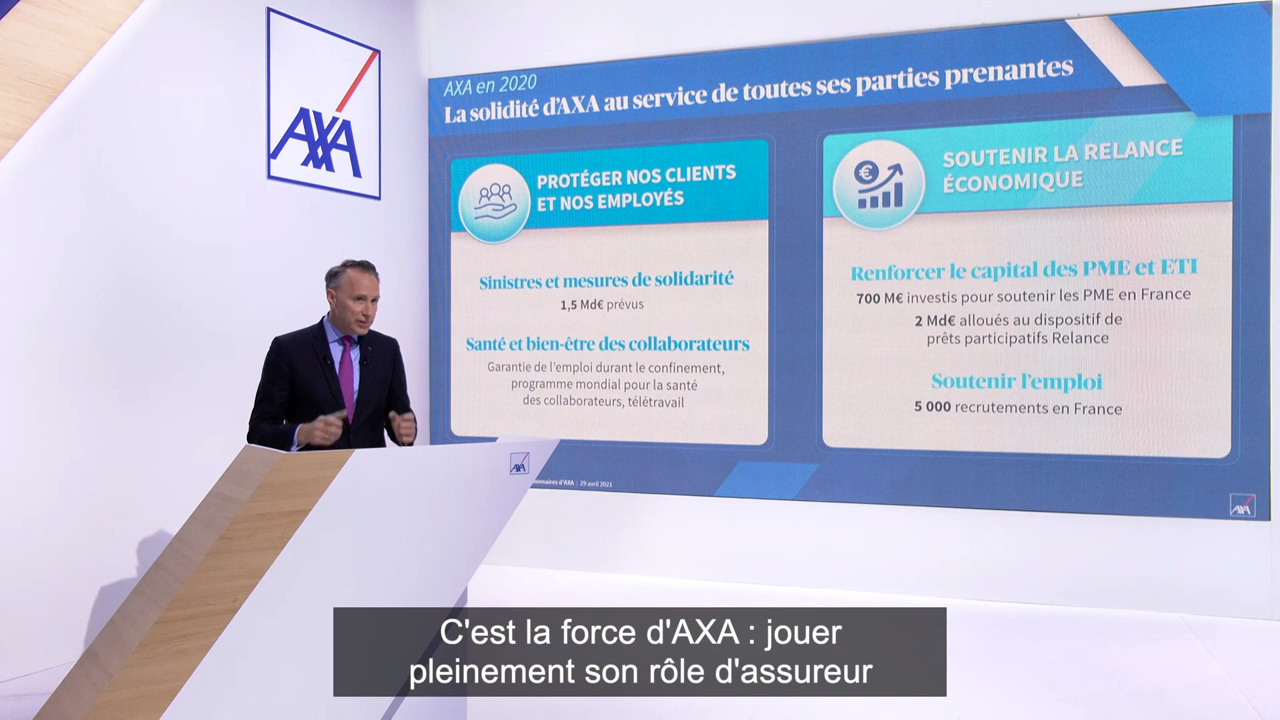 AXA
AXA en 2020
La solidité d'AXA au service de toutes ses parties prenantes
PROTÉGER NOS CLIENTS
ET NOS EMPLOYÉS
Sinistres et mesures de solidarité
1,5 Md€ prévus
Santé et bien-être des collaborateurs
Garantie de l'emploi durant le confinement,
programme mondial pour la santé
des collaborateurs, télétravail
€
SOUTENIR LA RELANCE
ÉCONOMIQUE
Renforcer le capital des PME et ETI
700 M€ investis pour soutenir les PME en France
2 Md€ alloués au dispositif de
prêts participatifs Relance
Soutenir l'emploi
5 000 recrutements en France
AXA
d'AXA | 29 avril 2021
AXA
C'est la force d'AXA : jouer
pleinement son rôle d'assureur